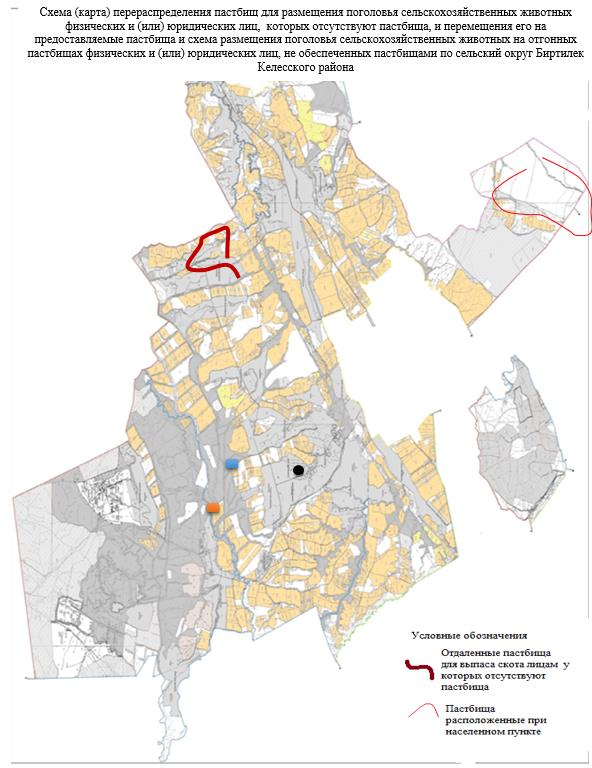 Схема (карта) перераспределения пастбищ для размещения поголовья сельскохозяйственных животных
физических и (или) юридических лиц, которых отсутствуют пастбища, и перемещения его на
предоставляемые пастбища и схема размещения поголовья сельскохозяйственных животных на отгонных
пастбищах физических и (или) юридических лиц, не обеспеченных пастбищами по сельский округ Биртилек
Келесского района
Условные обозначения
Отдаленные пастбища
для выпаса скота лицам у
которых отсутствуют
пастбища
Пастбища
расположенные при
населенном пункте